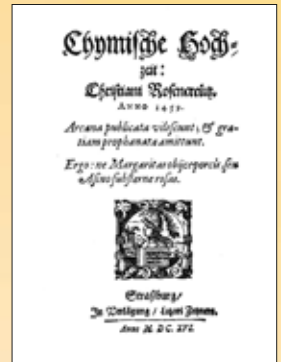 Chymische Hoch-
zeit:
Christiani Rosencreütz.
ANNO 1459.
Arcana publicata vilescunt; & gra-
tiam prophanata amittunt.
Ergo: ne Margaritas obijce porcis, seu
Asino substerne rosas.
Straßburg/
In Verlägung / Lazari Zetzners.
Anno M. DC. XVI.